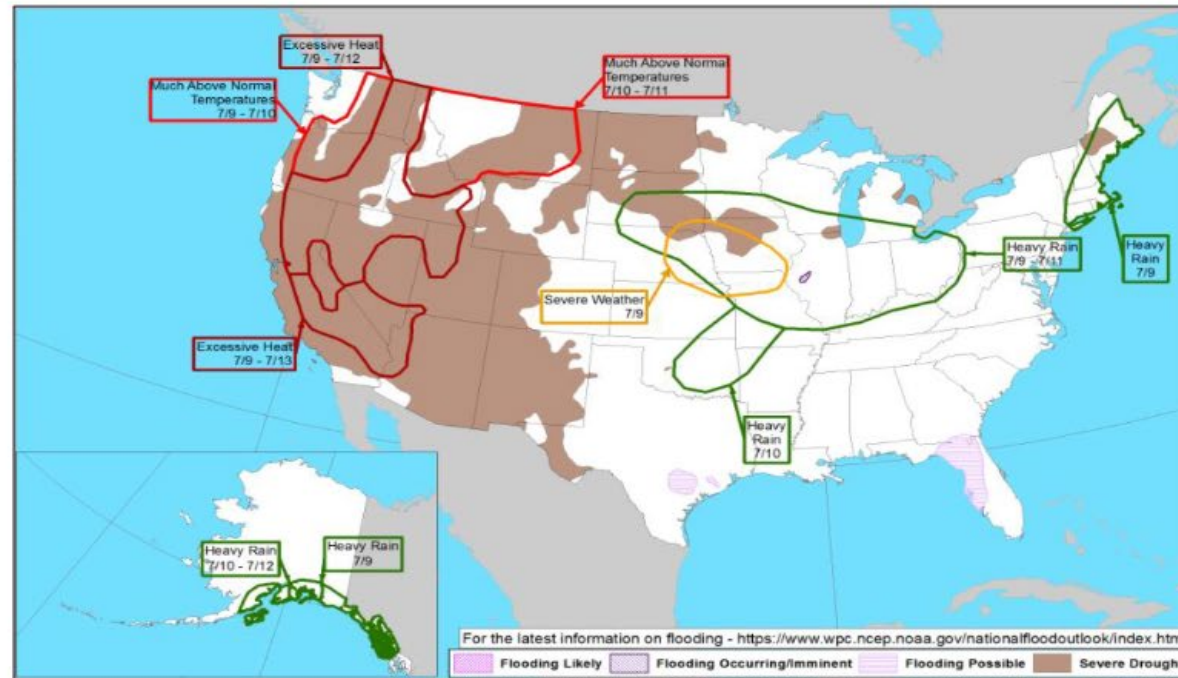 Excessive Heat
7/9 - 7/12
Much Above Normal
Temperatures
7/9 - 7/10
Much Above Normal
Temperatures
7/10 - 7/11
Heavy Rain
7/9 - 7/11
Heavy
Rain
7/9
Severe Weather
7/9
Excessive Heat
7/9 - 7/13
Heavy
Rain
7/10
Heavy Rain
7/10 - 7/12
Heavy Rain
7/9
For the latest information on flooding - https://www.wpc.ncep.noaa.gov/nationalfloodoutlook/index.htm
Flooding Likely Flooding Occurring/Imminent Flooding Possible Severe Drough